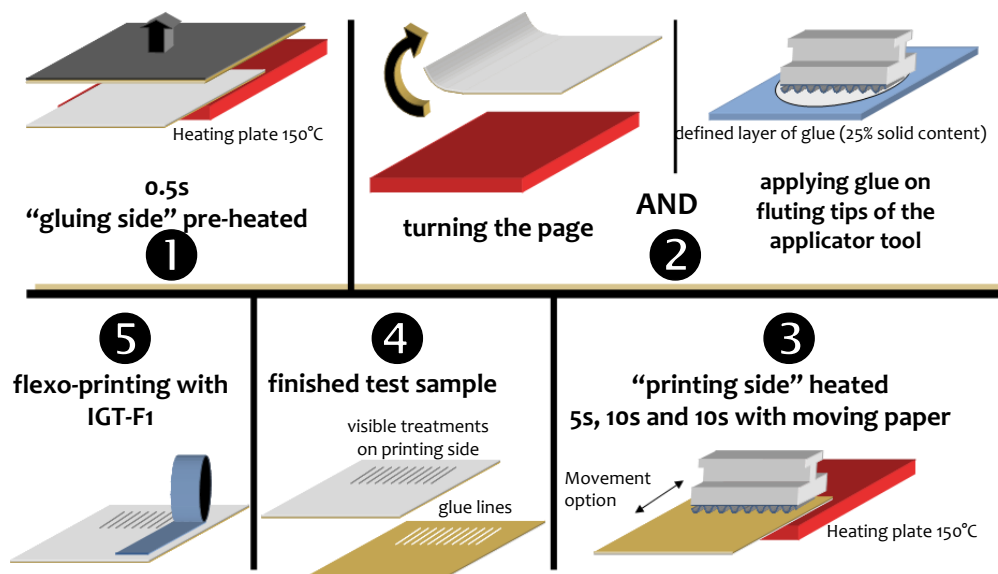 Heating plate 150°C
0.5s
“gluing side” pre-heated
1
turning the page
AND
2
defined layer of glue (25% solid content)
applying glue on
fluting tips of the
applicator tool
3
“printing side” heated
5s, 10s and 10s with moving paper
Movement
option
Heating plate 150°C
4
finished test sample
visible treatments
on printing side
glue lines
5
flexo-printing with
IGT-F1